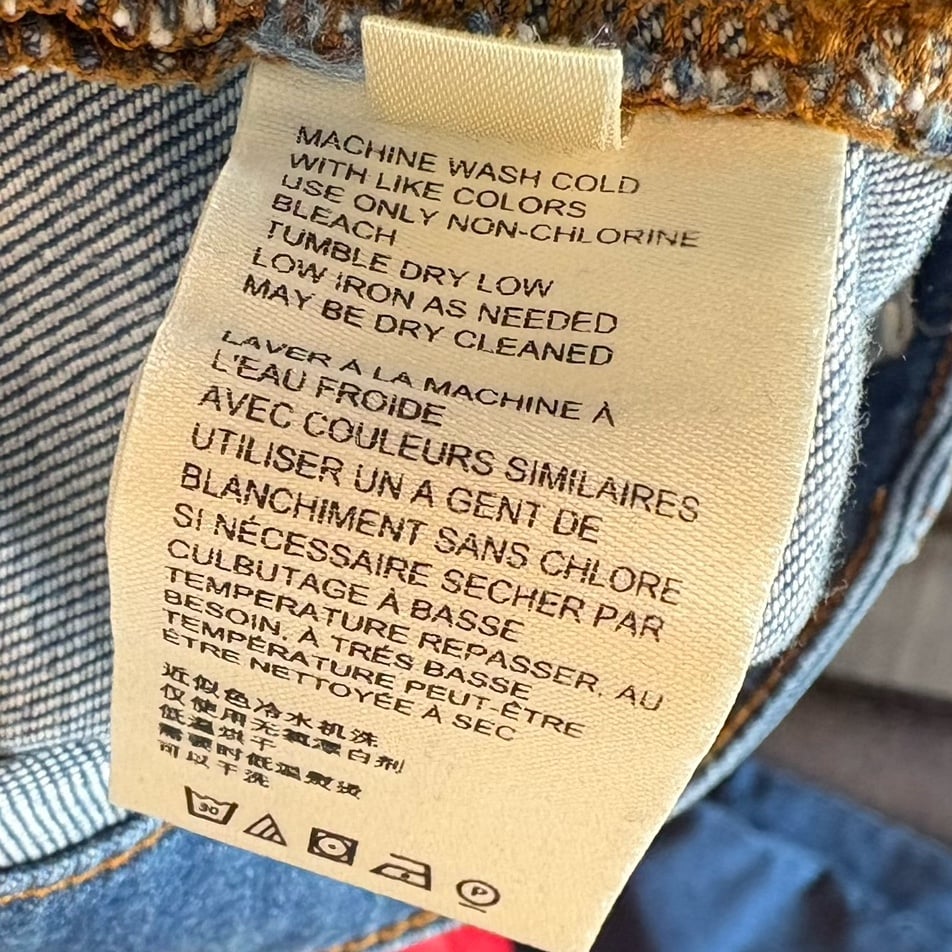 MACHINE WASH COLD
WITH LIKE COLORS
USE ONLY NON-CHLORINE
BLEACH
TUMBLE DRY LOW
LOW IRON AS NEEDED
MAY BE DRY CLEANED
LAVER A LA MACHINE À
L'EAU FROIDE
AVEC COULEURS SIMILAIRES
UTILISER UN A GENT DE
BLANCHIMENT SANS CHLORE
SI NÉCESSAIRE SECHER PAR
CULBUTAGE À BASSE
TEMPERATURE REPASSER, AU
BESOIN, À TRÉS BASSE
TEMPÉRATURE PEUT-ÊTRE
ÊTRE NETTOYÉE À SEC
近似色冷水机洗
仅使用无氯漂白剂
低温烘干
需要时低温熨烫
可以干洗
30
P